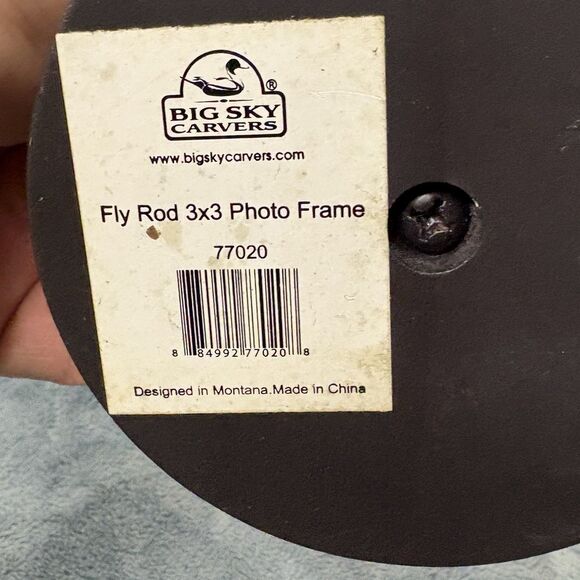 BIG SKY®
CARVERS
www.bigskycarvers.com
Fly Rod 3x3 Photo Frame
77020
8 84992 77020 8
Designed in Montana.Made in China